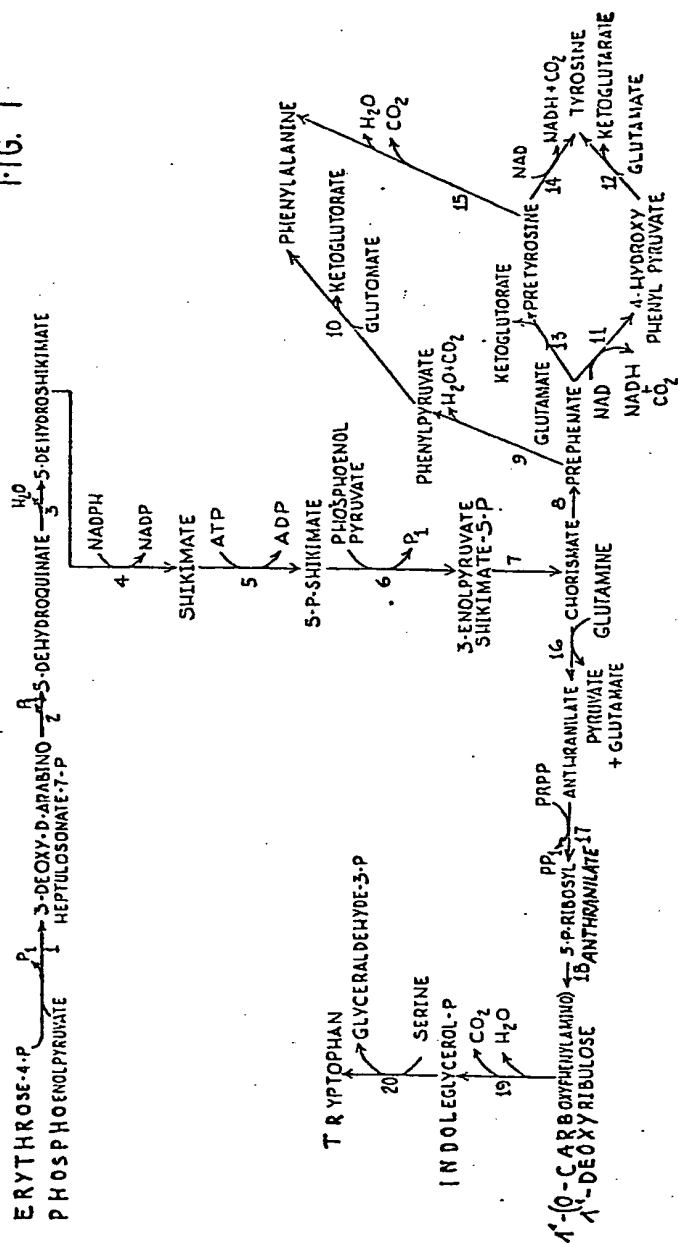 FIG. 1
ERYTHROSE-4-P
PHOSPHOENOLPYRUVATE
P1
1
3-DEOXY-D-ARABINO
HEPTULOSONATE-7-P
2
5-DEHYDROQUINATE
H2O
3
5-DEHYDROSHIKIMATE
NADPH
4
NADP
SHIKIMATE
ATP
5
ADP
5-P-SHIKIMATE
PHOSPHOENOL
PYRUVATE
6
P1
3-ENOLPYRUVATE
SHIKIMATE-5-P
7
CHORISMATE
8
PREPHENATE
9
H2O+CO2
PHENYLPYRUVATE
10
KETOGLUTORATE
GLUTONATE
PHENYLALANINE
GLUTAMATE
13
KETOGLUTORATE
PRETYROSINE
15
H2O
CO2
NAD
14
NADH+CO2
TYROSINE
NAD
11
NADH
+
CO2
4-HYDROXY
PHENYL PYRUVATE
12
KETOGLUTARATE
GLUTAMATE
16
GLUTAMINE
PYRUVATE
+ GLUTAMATE
ANTHRANILATE
PRPP
PP1
17
5-P-RIBOSYL
ANTHRANILATE
18
1"-(O-CARBOXYPHENYLAMINO)
1'-DEOXYRIBULOSE
19
CO2
H2O
INDOLEGLYCEROL-P
20
SERINE
GLYCERALDEHYDE-3-P
TRYPTOPHAN